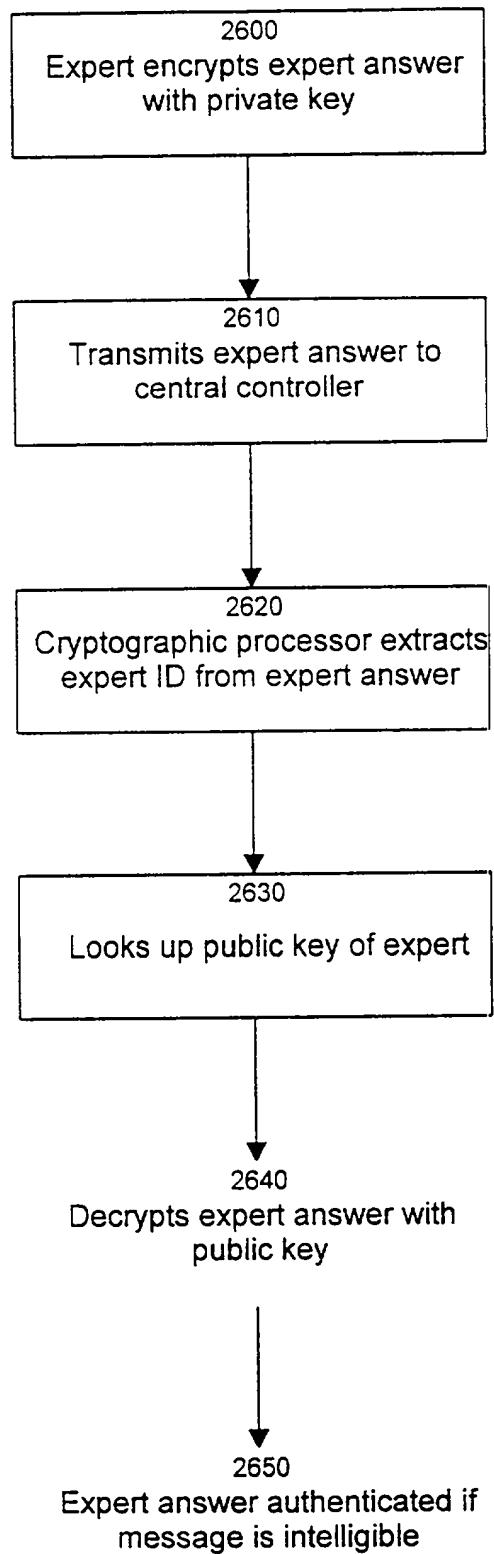 2600
Expert encrypts expert answer
with private key
2610
Transmits expert answer to
central controller
2620
Cryptographic processor extracts
expert ID from expert answer
2630
Looks up public key of expert
2640
Decrypts expert answer with
public key
2650
Expert answer authenticated if
message is intelligible